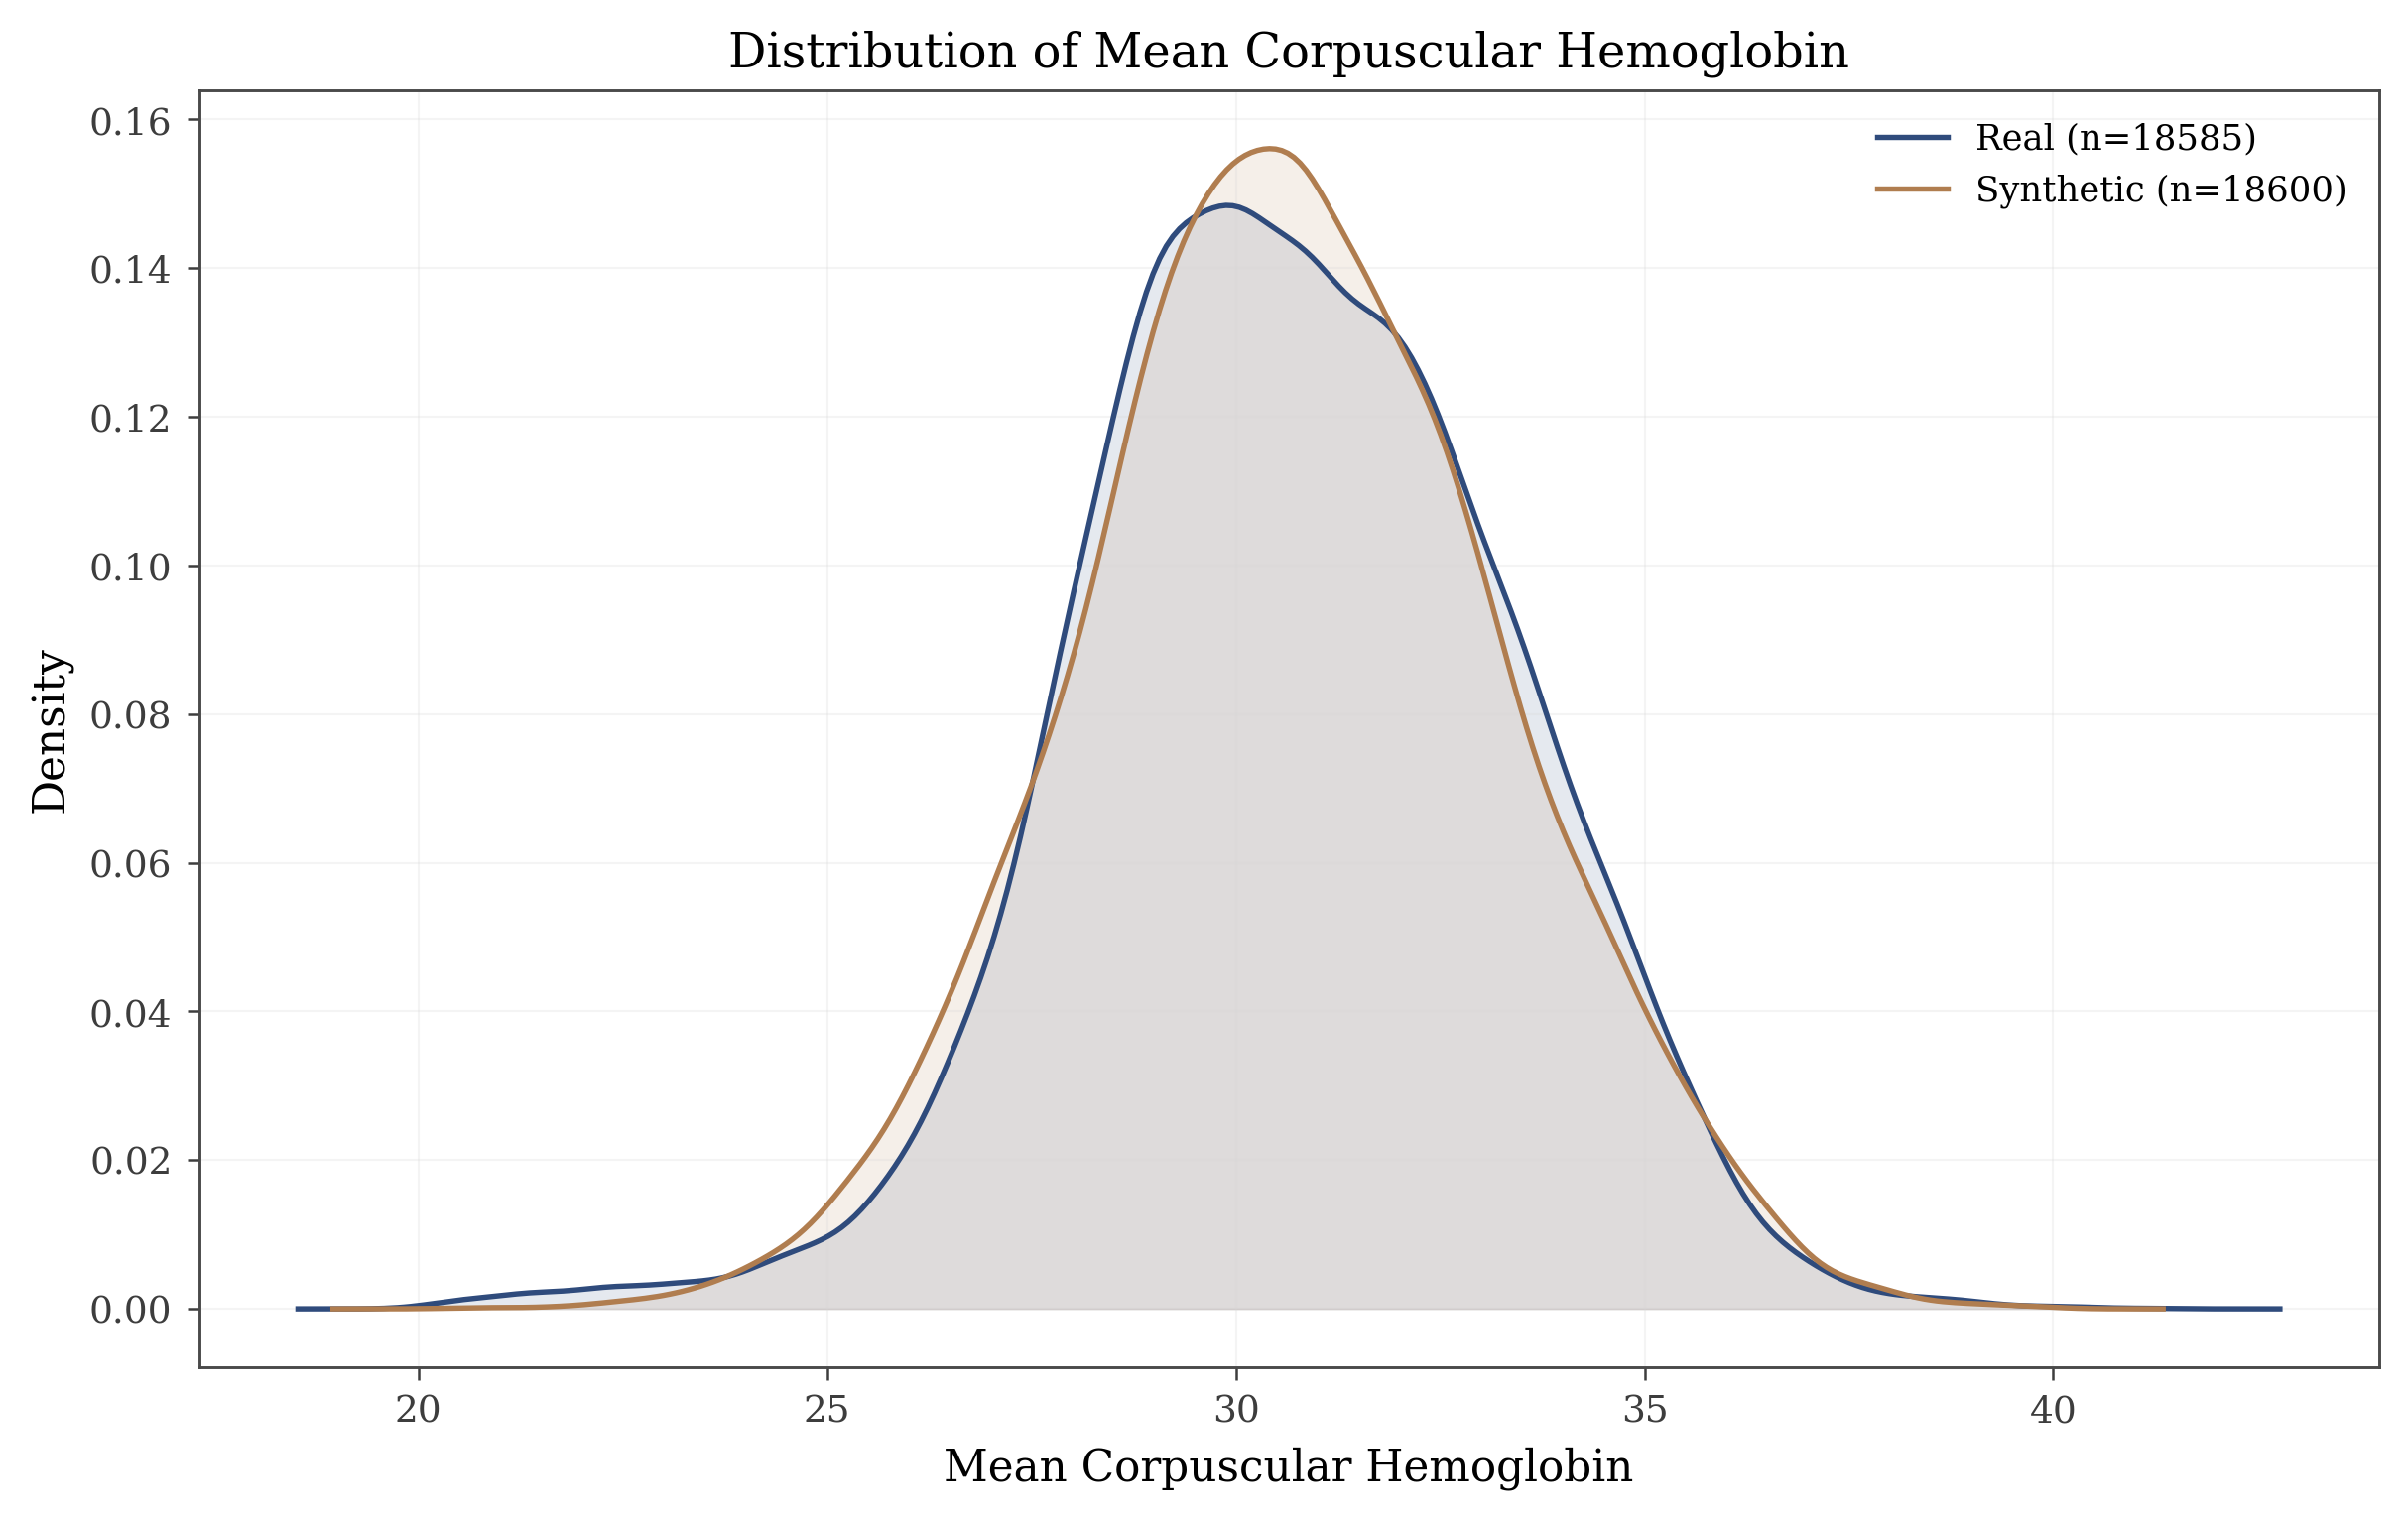 Distribution of Mean Corpuscular Hemoglobin
Real (n=18585)
Synthetic (n=18600)
Density
0.16
0.14
0.12
0.10
0.08
0.06
0.04
0.02
0.00
20 25 30 35 40
Mean Corpuscular Hemoglobin